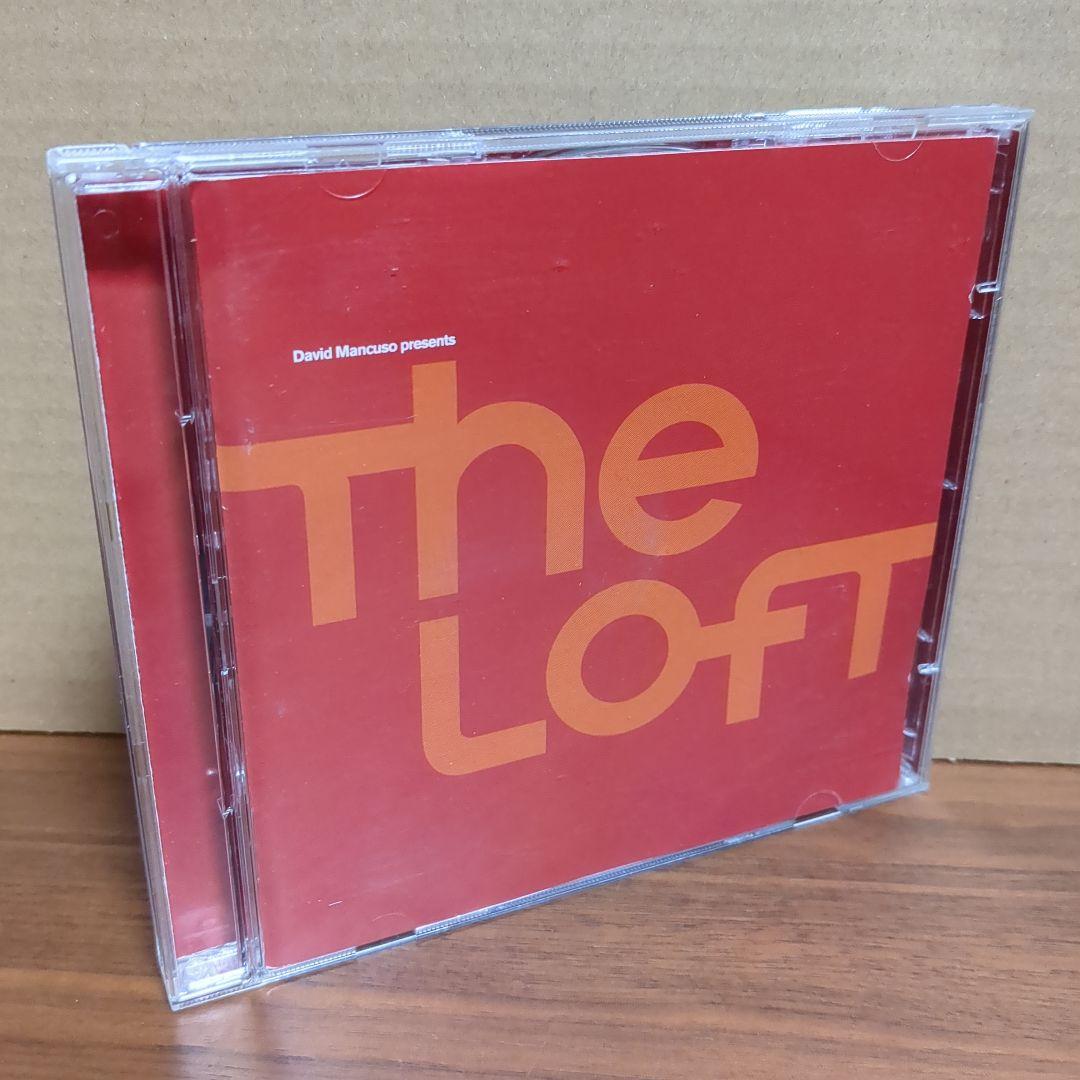 David Mancuso presents
The
LofT